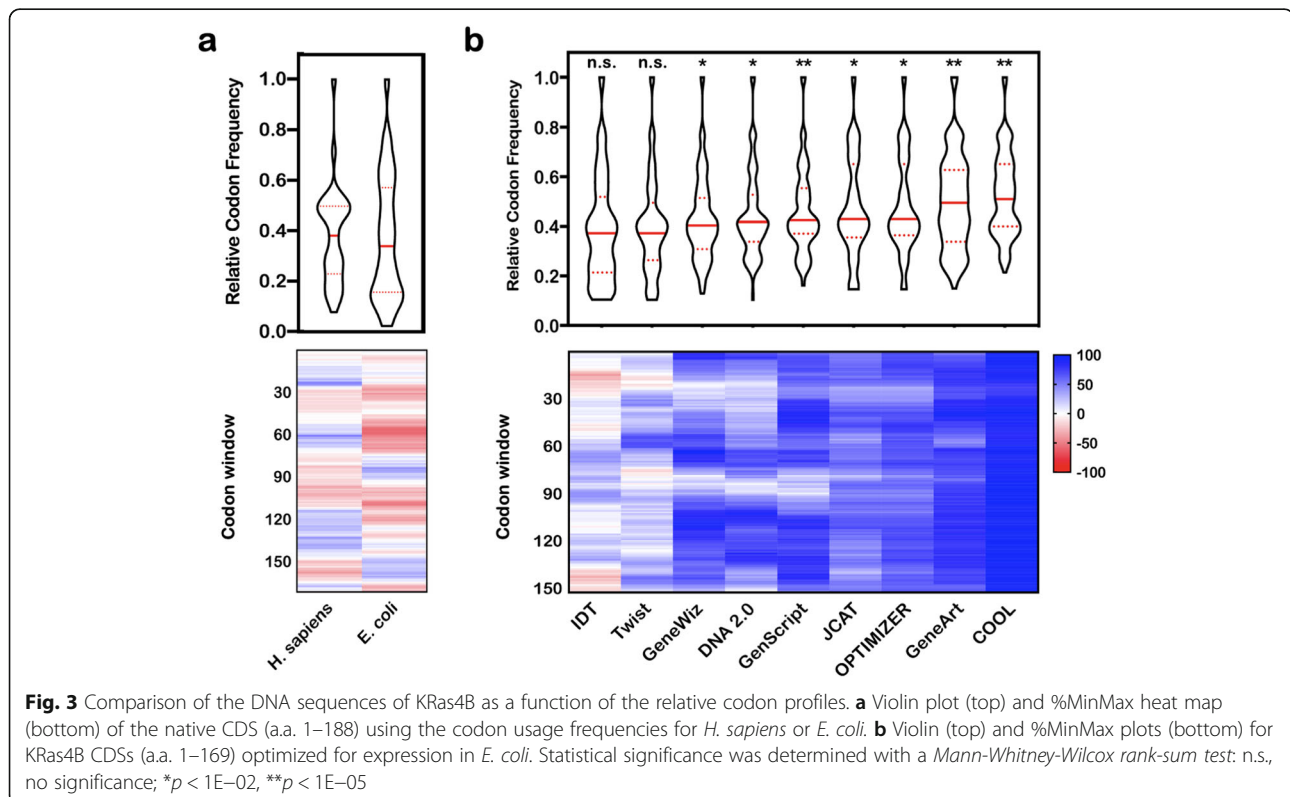 a
b
Relative Codon Frequency
1.0
0.8
0.6
0.4
0.2
0.0
Relative Codon Frequency
1.0
0.8
0.6
0.4
0.2
0.0
n.s. n.s. * * ** * * ** **
Codon window
30
60
90
120
150
H. sapiens
E. coli
Codon window
30
60
90
120
150
IDT
Twist
GeneWiz
DNA 2.0
GenScript
JCAT
OPTIMIZER
GeneArt
COOL
100
50
0
-50
-100
Fig. 3 Comparison of the DNA sequences of KRas4B as a function of the relative codon profiles. a Violin plot (top) and %MinMax heat map
(bottom) of the native CDS (a.a. 1–188) using the codon usage frequencies for H. sapiens or E. coli. b Violin (top) and %MinMax plots (bottom) for
KRas4B CDSs (a.a. 1–169) optimized for expression in E. coli. Statistical significance was determined with a Mann-Whitney-Wilcox rank-sum test: n.s.,
no significance; *p < 1E−02, **p < 1E−05